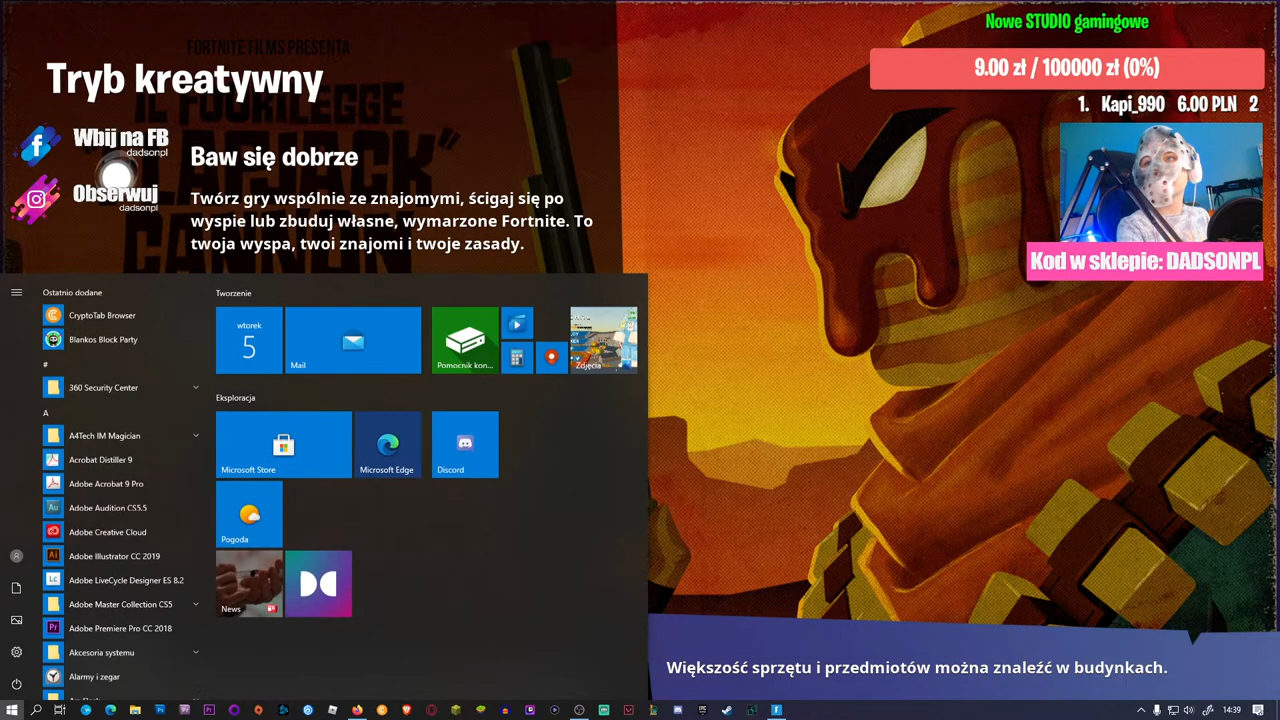 FORTNITE FILMS PRESENTA
IL FUORILEGGE
"FLAPJACK"
CANNON
Tryb kreatywny
Wbij na FB
dadsonpl
Obserwuj
dadsonpl
Baw się dobrze
Twórz gry wspólnie ze znajomymi, ścigaj się po
wyspie lub zbuduj własne, wymarzone Fortnite. To
twoja wyspa, twoi znajomi i twoje zasady.
Nowe STUDIO gamingowe
9.00 zł / 100000 zł (0%)
1. Kapi_990 6.00 PLN 2
Kod w sklepie: DADSONPL
Ostatnio dodane
CryptoTab Browser
Blankos Block Party
#
360 Security Center
A
A4Tech IM Magician
Acrobat Distiller 9
Adobe Acrobat 9 Pro
Adobe Audition CS5.5
Adobe Creative Cloud
Adobe Illustrator CC 2019
Adobe LiveCycle Designer ES 8.2
Adobe Master Collection CS5
Adobe Premiere Pro CC 2018
Akcesoria systemu
Alarmy i zegar
Tworzenie
wtorek
5
Mail
Pomocnik kon...
Zdjęcia
Eksploracja
Microsoft Store
Microsoft Edge
Discord
Pogoda
News
Większość sprzętu i przedmiotów można znaleźć w budynkach.
14:39